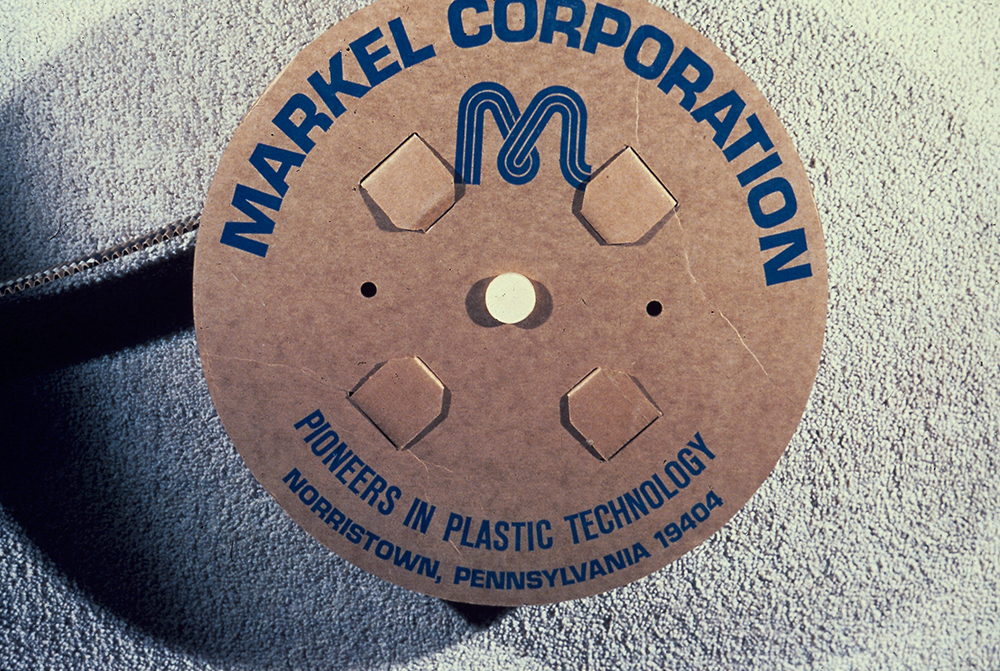 MARKEL CORPORATION
M
PIONEERS IN PLASTIC TECHNOLOGY
NORRISTOWN, PENNSYLVANIA 19404